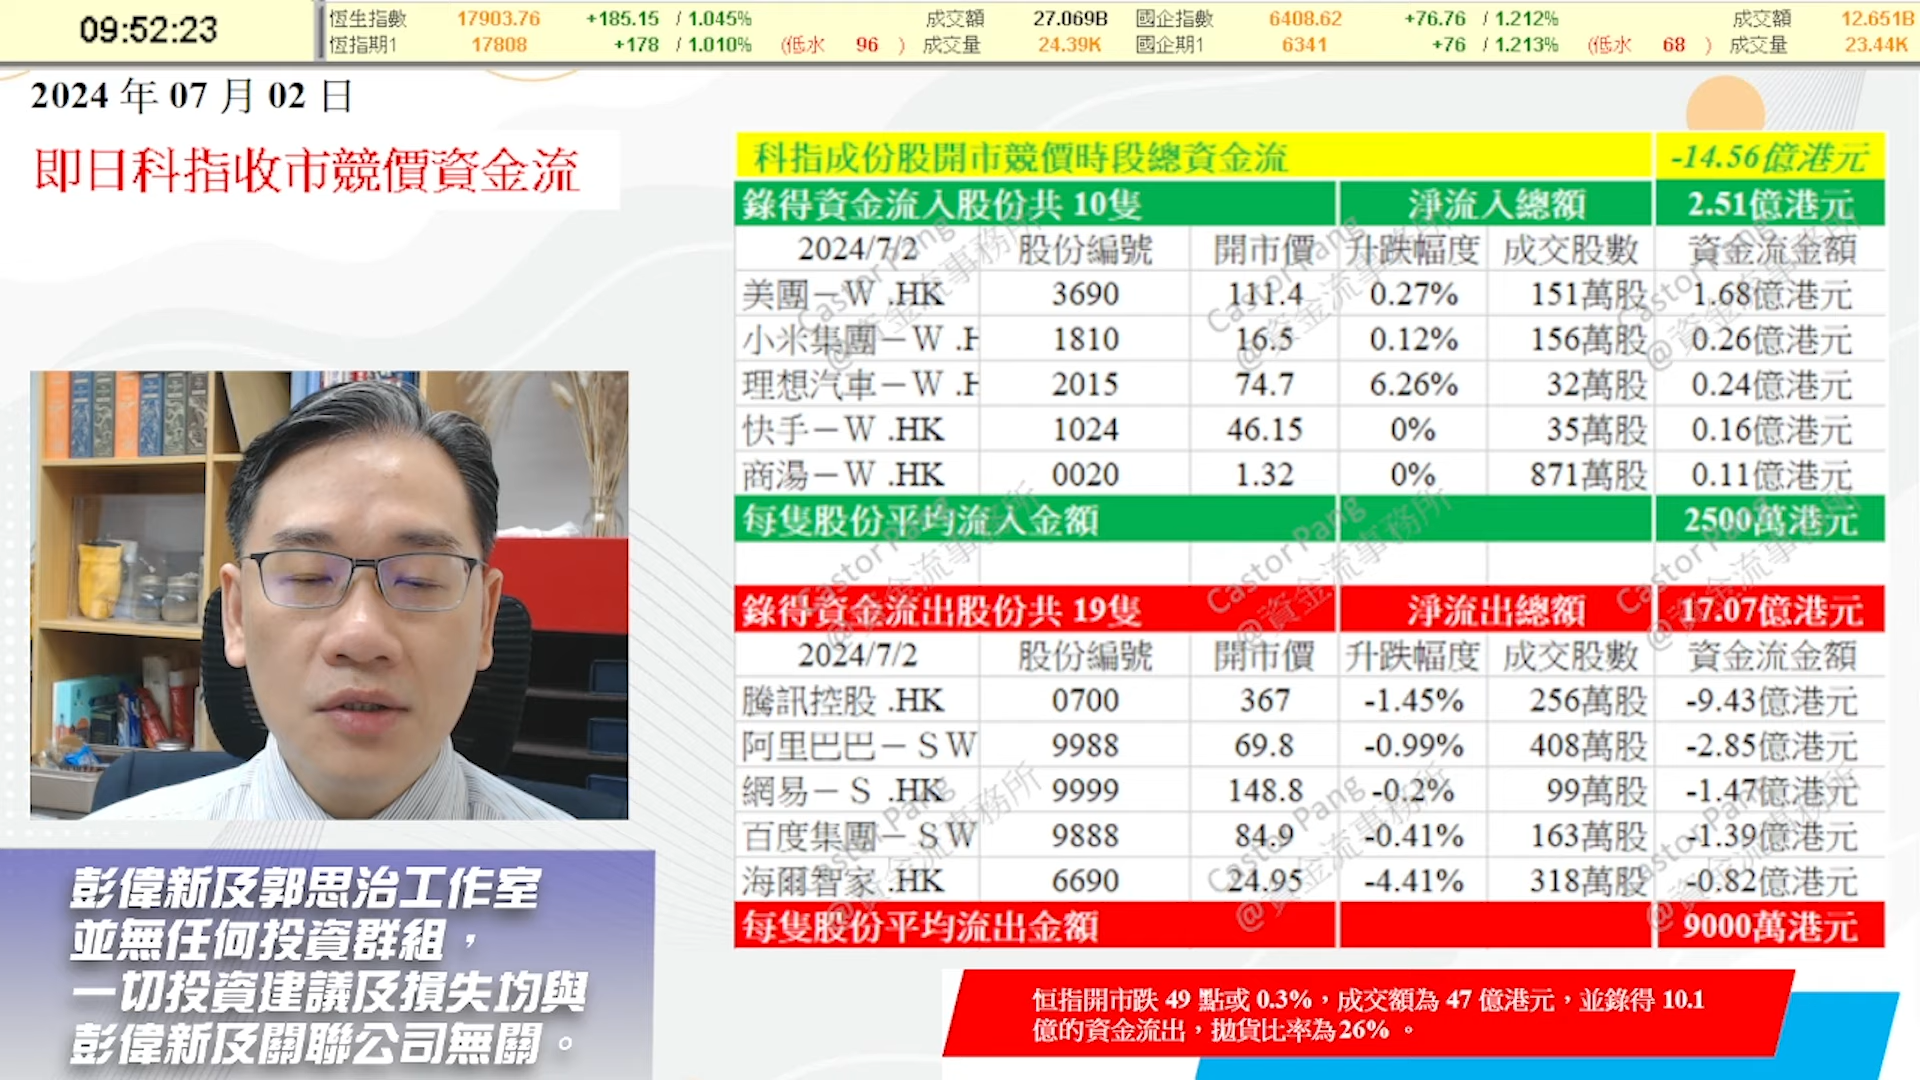 09:52:23
恆生指數 17903.76 +185.15 / 1.045% 成交額 27.069B 國企指數 6408.62 +76.76 / 1.212% 成交額 12.651B
恆指期1 17808 +178 / 1.010% (低水 96 ) 成交量 24.39K 國企期1 6341 +76 / 1.213% (低水 68 ) 成交量 23.44K
2024 年 07 月 02 日
即日科指收市競價資金流
科指成份股開市競價時段總資金流 -14.56億港元
錄得資金流入股份共 10隻 淨流入總額 2.51億港元
2024/7/2 股份編號 開市價 升跌幅度 成交股數 資金流金額
美團－W .HK 3690 111.4 0.27% 151萬股 1.68億港元
小米集團－W .H 1810 16.5 0.12% 156萬股 0.26億港元
理想汽車－W .H 2015 74.7 6.26% 32萬股 0.24億港元
快手－W .HK 1024 46.15 0% 35萬股 0.16億港元
商湯－W .HK 0020 1.32 0% 871萬股 0.11億港元
每隻股份平均流入金額 2500萬港元
錄得資金流出股份共 19隻 淨流出總額 17.07億港元
2024/7/2 股份編號 開市價 升跌幅度 成交股數 資金流金額
騰訊控股 .HK 0700 367 -1.45% 256萬股 -9.43億港元
阿里巴巴－ＳＷ 9988 69.8 -0.99% 408萬股 -2.85億港元
網易－Ｓ .HK 9999 148.8 -0.2% 99萬股 -1.47億港元
百度集團－ＳＷ 9888 84.9 -0.41% 163萬股 -1.39億港元
海爾智家 .HK 6690 24.95 -4.41% 318萬股 -0.82億港元
每隻股份平均流出金額 9000萬港元
Castor Pang
@資金流事務所
彭偉新及郭思治工作室
並無任何投資群組，
一切投資建議及損失均與
彭偉新及關聯公司無關。
恒指開市跌 49 點或 0.3%，成交額為 47 億港元，並錄得 10.1
億的資金流出，拋貨比率為26% 。